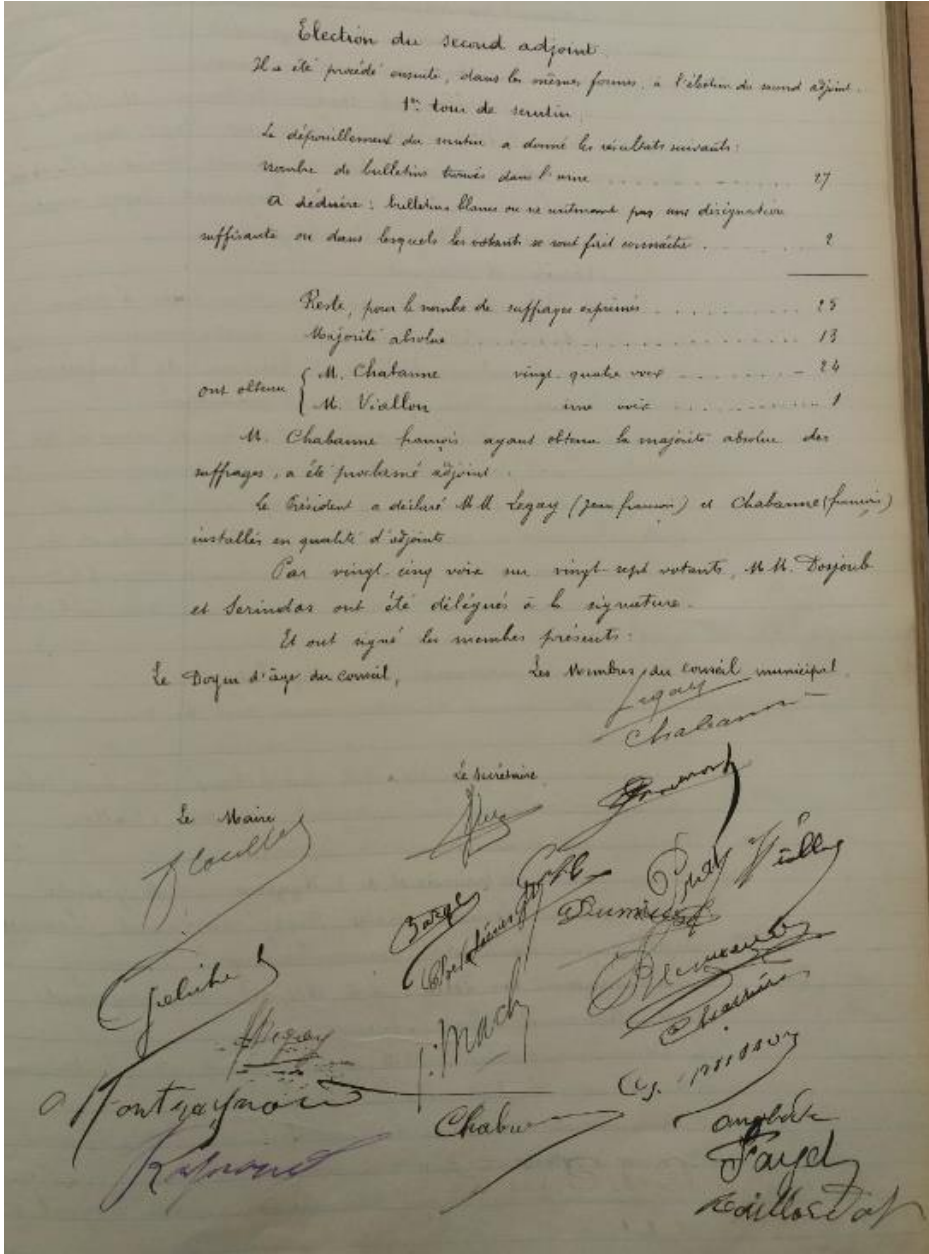 Election du second adjoint.
Il a été procédé ensuite, dans les mêmes formes, à l'élection du second adjoint.
1er tour de scrutin.
Le dépouillement du scrutin a donné les résultats suivants:
Nombre de bulletins trouvés dans l'urne 27
A déduire: bulletins blancs ou ne contenant pas une désignation
suffisante ou dans lesquels les votants se sont fait connaître. 2
Reste, pour le nombre de suffrages exprimés 25
Majorité absolue 13
ont obtenu { M. Chabanne vingt-quatre voix 24
M. Viallon une voix 1
M. Chabanne françois ayant obtenu la majorité absolue des
suffrages, a été proclamé adjoint.
Le Président a déclaré M M Legay (Jean françois) et Chabanne (françois)
installés en qualité d'adjoints
Par vingt-cinq voix sur vingt-sept votants, M M. Dosjoub
et Serindas ont été délégués à la signature.
Et ont signé les membres présents:
Le Doyen d'âge du Conseil, Les Membres du Conseil municipal
Legay
Chabanne
Le secrétaire
Le Maire
Barge
J. Mach
Chabu
Fayet